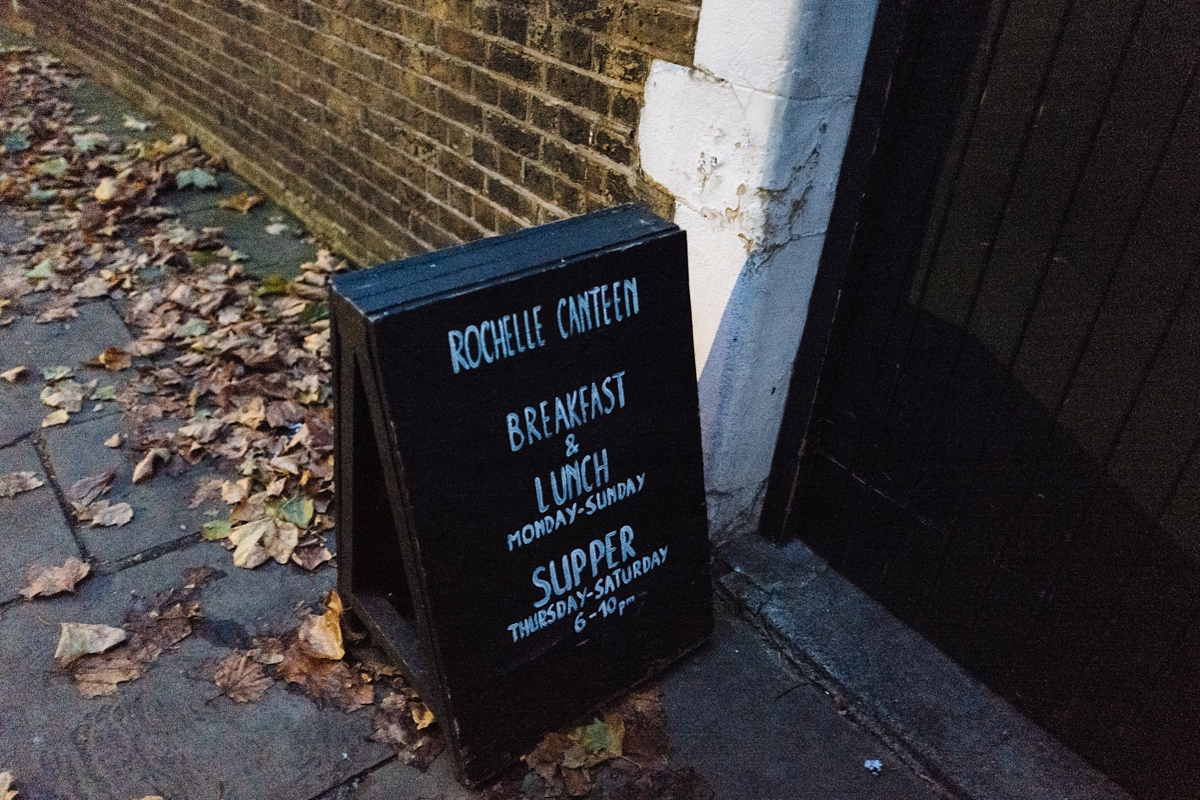 ROCHELLE CANTEEN
BREAKFAST
&
LUNCH
MONDAY-SUNDAY
SUPPER
THURSDAY-SATURDAY
6-10pm